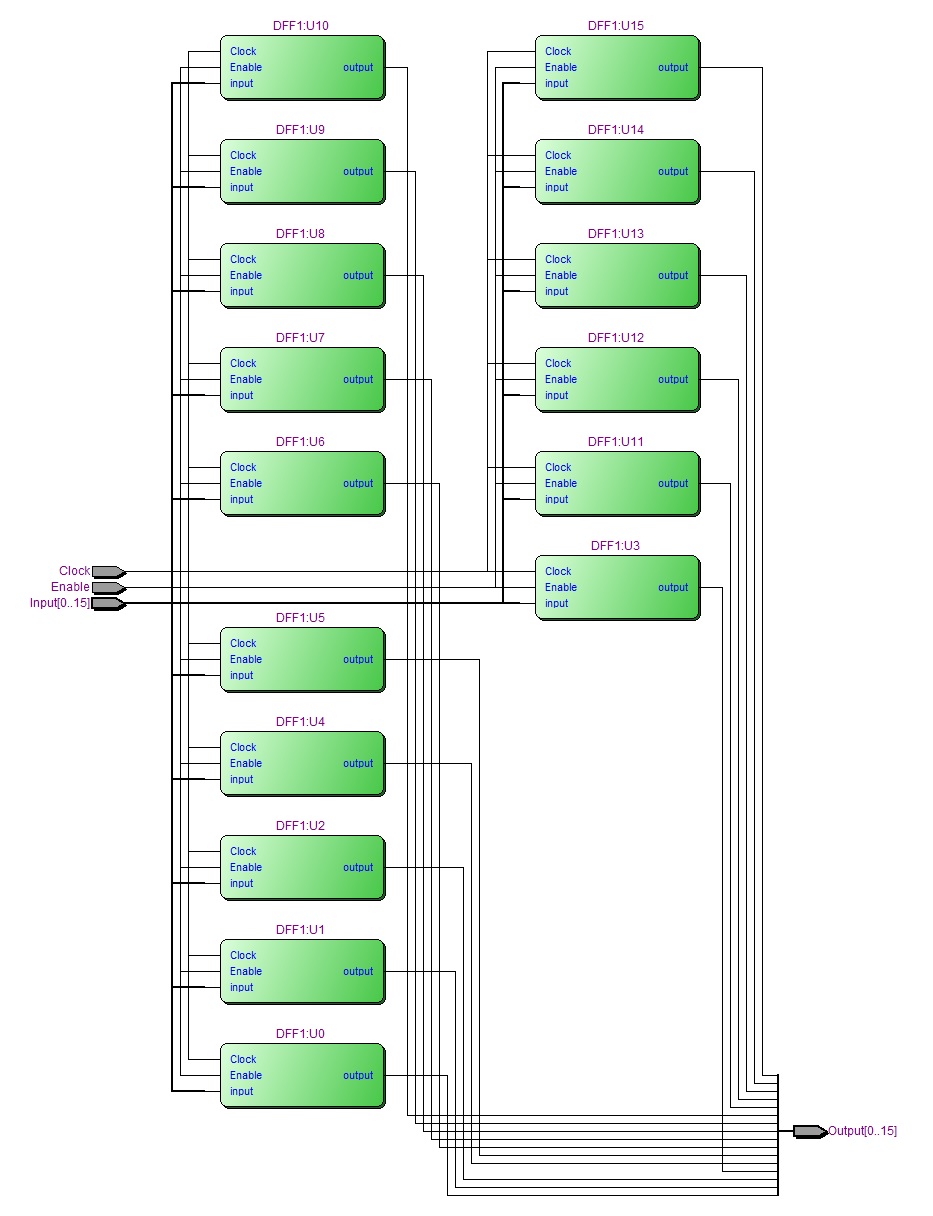 DFF1:U10
Clock
Enable output
input
DFF1:U9
Clock
Enable output
input
DFF1:U8
Clock
Enable output
input
DFF1:U7
Clock
Enable output
input
DFF1:U6
Clock
Enable output
input
Clock
Enable
Input[0..15]
DFF1:U5
Clock
Enable output
input
DFF1:U4
Clock
Enable output
input
DFF1:U2
Clock
Enable output
input
DFF1:U1
Clock
Enable output
input
DFF1:U0
Clock
Enable output
input
DFF1:U15
Clock
Enable output
input
DFF1:U14
Clock
Enable output
input
DFF1:U13
Clock
Enable output
input
DFF1:U12
Clock
Enable output
input
DFF1:U11
Clock
Enable output
input
DFF1:U3
Clock
Enable output
input
Output[0..15]